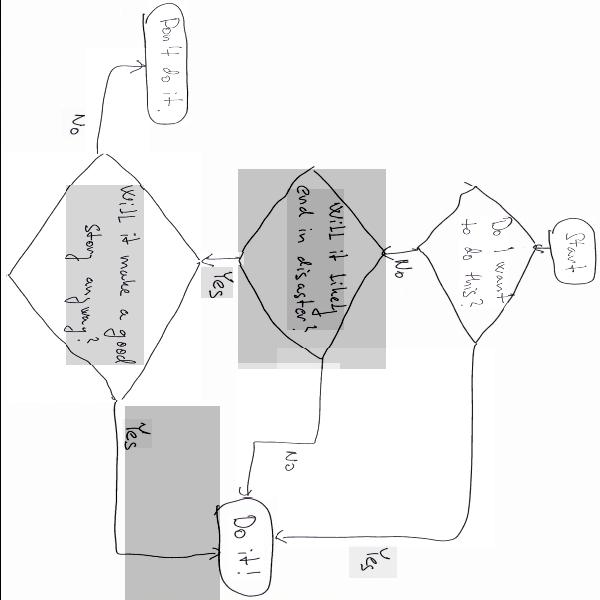 Start
Do I want
to do this?
Yes
No
Will it likely
end in disaster?
No
Yes
Do it!
Will it make a good
story anyway?
Yes
No
Don't do it.